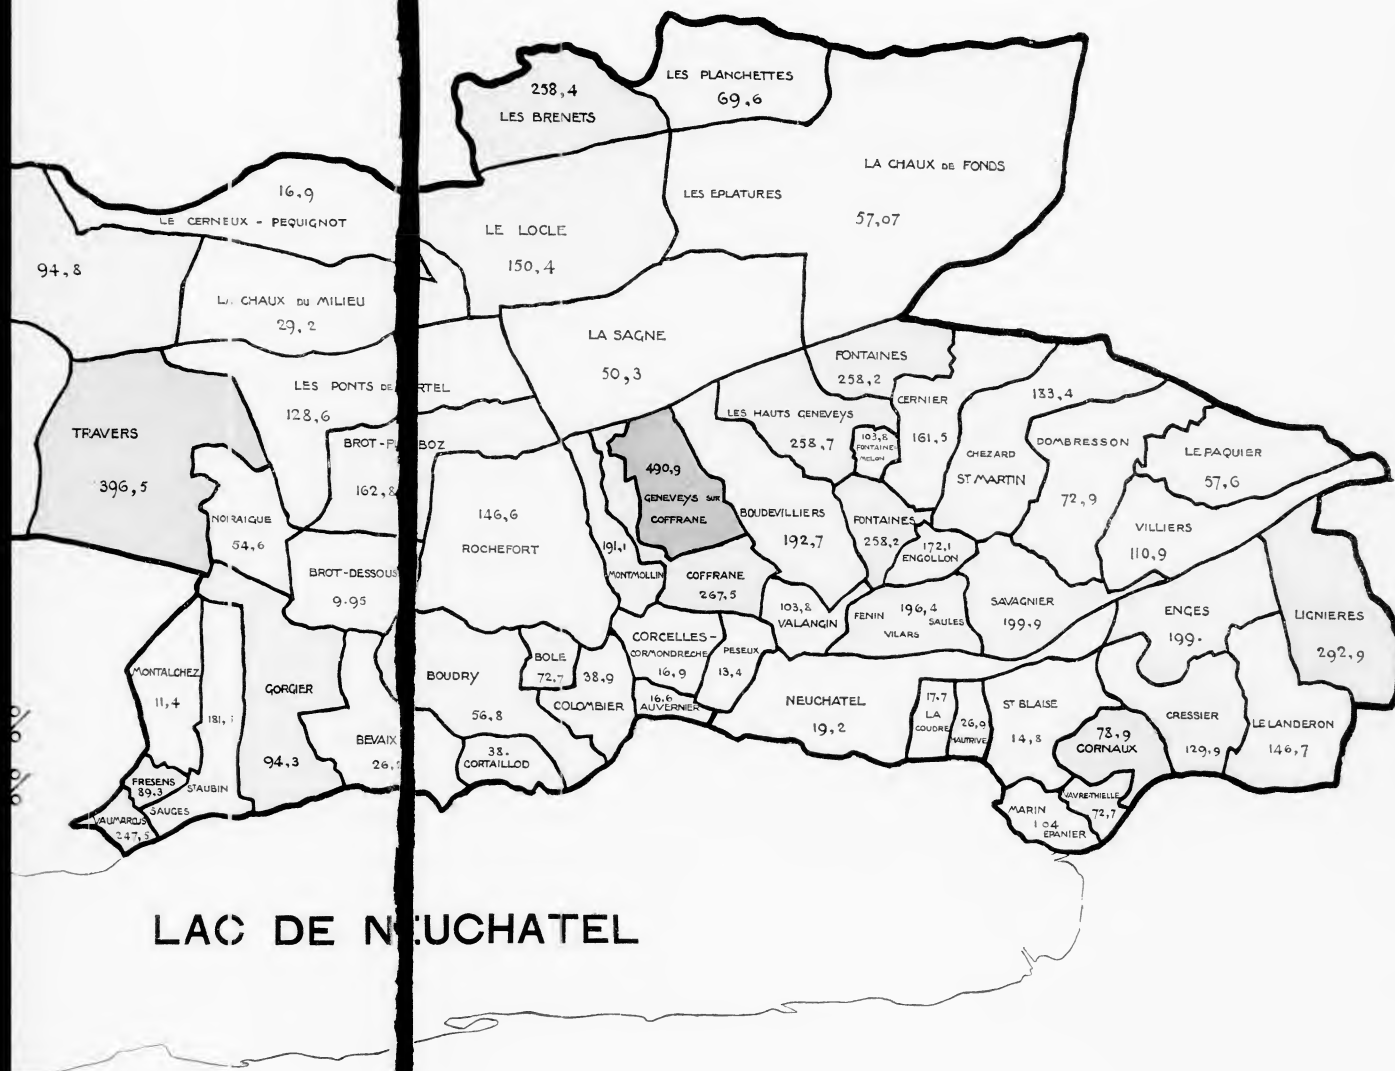 LES PLANCHETTES
69,6
258,4
LES BRENETS
LA CHAUX DE FONDS
57,07
LES EPLATURES
16,9
LE CERNEUX - PEQUIGNOT
LE LOCLE
150,4
94,8
CHAUX DU MILIEU
29,2
LA SAGNE
50,3
FONTAINES
258,2
LES PONTS DE
128,6
CERNIER
161,5
183,4
LES HAUTS GENEVEYS
258,7
103,8
FONTAINE-
MELON
TRAVERS
396,5
162,8
490,9
GENEVEYS SUR
COFFRANE
CHEZARD
ST MARTIN
DOMBRESSON
72,9
LE PAQUIER
57,6
VILLIERS
110,9
NOIRAIGUE
54,6
146,6
ROCHEFORT
191,1
MONTMOLLIN
BOUDEVILLIERS
192,7
FONTAINES
258,2
172,1
ENGOLLON
BROT-DESSOUS
9.95
COFFRANE
267,5
103,8
VALANGIN
FENIN
196,4
SAULES
VILARS
SAVAGNIER
199,9
ENGES
199.
LIGNIERES
292,9
MONTALCHEZ
11,4
181,
GORGIER
94,3
BOUDRY
56,8
BOLE
72,7
38,9
COLOMBIER
CORCELLES-
CORMONDRECHE
16,9
PESEUX
13,4
16,6
AUVERNIER
NEUCHATEL
19,2
17,7
LA
COUDRE
26,9
HAUTRIVE
ST BLAISE
14,8
78,9
CORNAUX
CRESSIER
129,9
LE LANDERON
146,7
BEVAIX
38.
CORTAILLOD
FRESENS
89.3
ST AUBIN
SAUGES
VAUMARCUS
247,5
MARIN
104
EPANIER
WAVRE-THIELLE
72,7
LAC DE NEUCHATEL